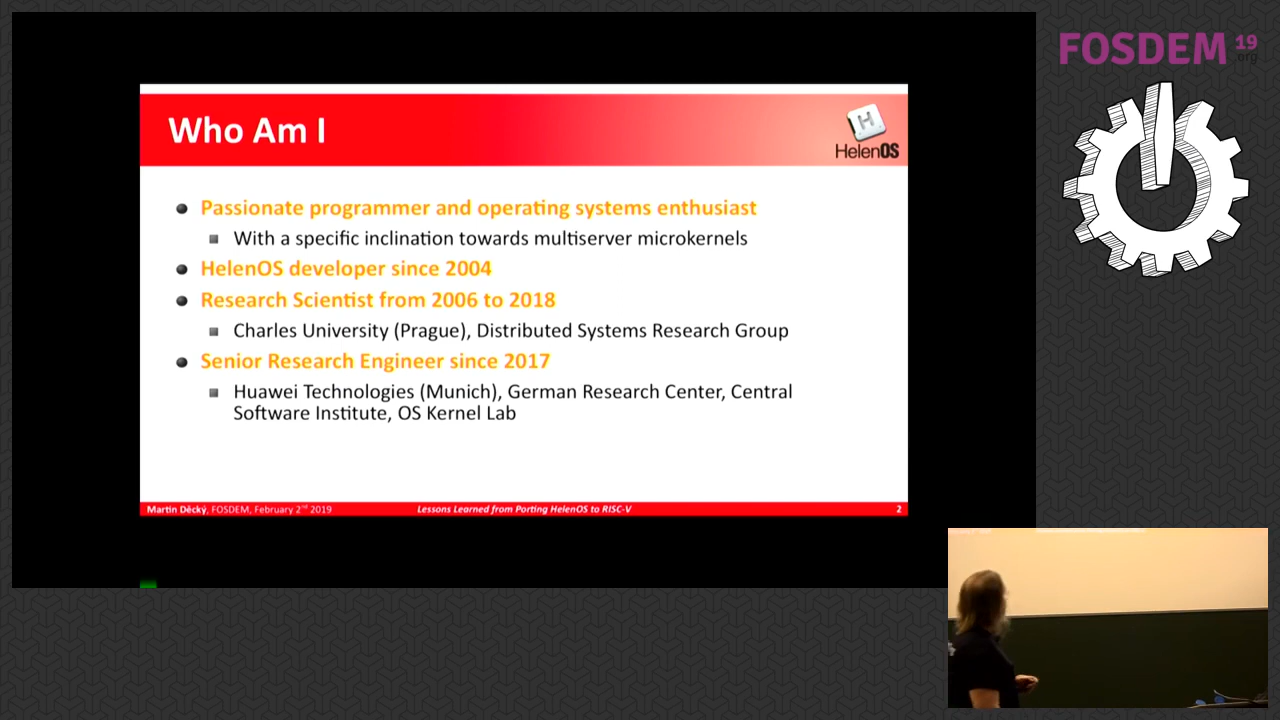 FOSDEM 19
.org
Who Am I
HelenOS
Passionate programmer and operating systems enthusiast
With a specific inclination towards multiserver microkernels
HelenOS developer since 2004
Research Scientist from 2006 to 2018
Charles University (Prague), Distributed Systems Research Group
Senior Research Engineer since 2017
Huawei Technologies (Munich), German Research Center, Central
Software Institute, OS Kernel Lab
Martin Děcký, FOSDEM, February 2nd 2019 Lessons Learned from Porting HelenOS to RISC-V 2